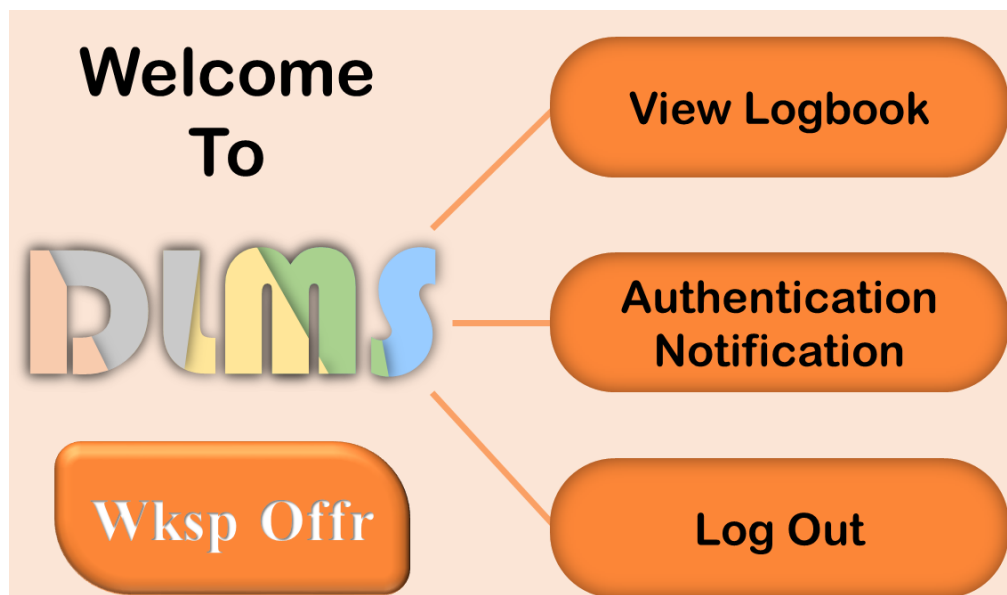 Welcome
To
DLMS
Wksp Offr
View Logbook
Authentication
Notification
Log Out